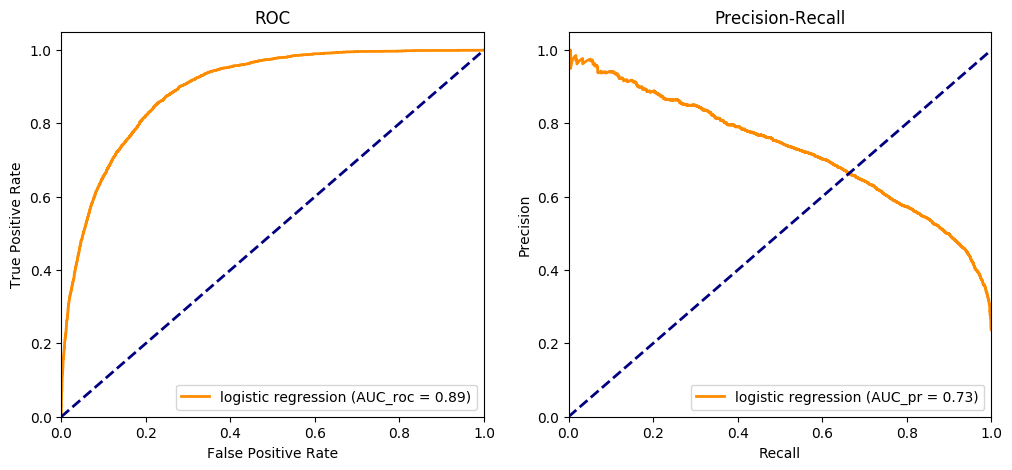 ROC
1.0
0.8
0.6
0.4
0.2
0.0
True Positive Rate
0.0 0.2 0.4 0.6 0.8 1.0
False Positive Rate
logistic regression (AUC_roc = 0.89)
Precision-Recall
1.0
0.8
0.6
0.4
0.2
0.0
Precision
0.0 0.2 0.4 0.6 0.8 1.0
Recall
logistic regression (AUC_pr = 0.73)